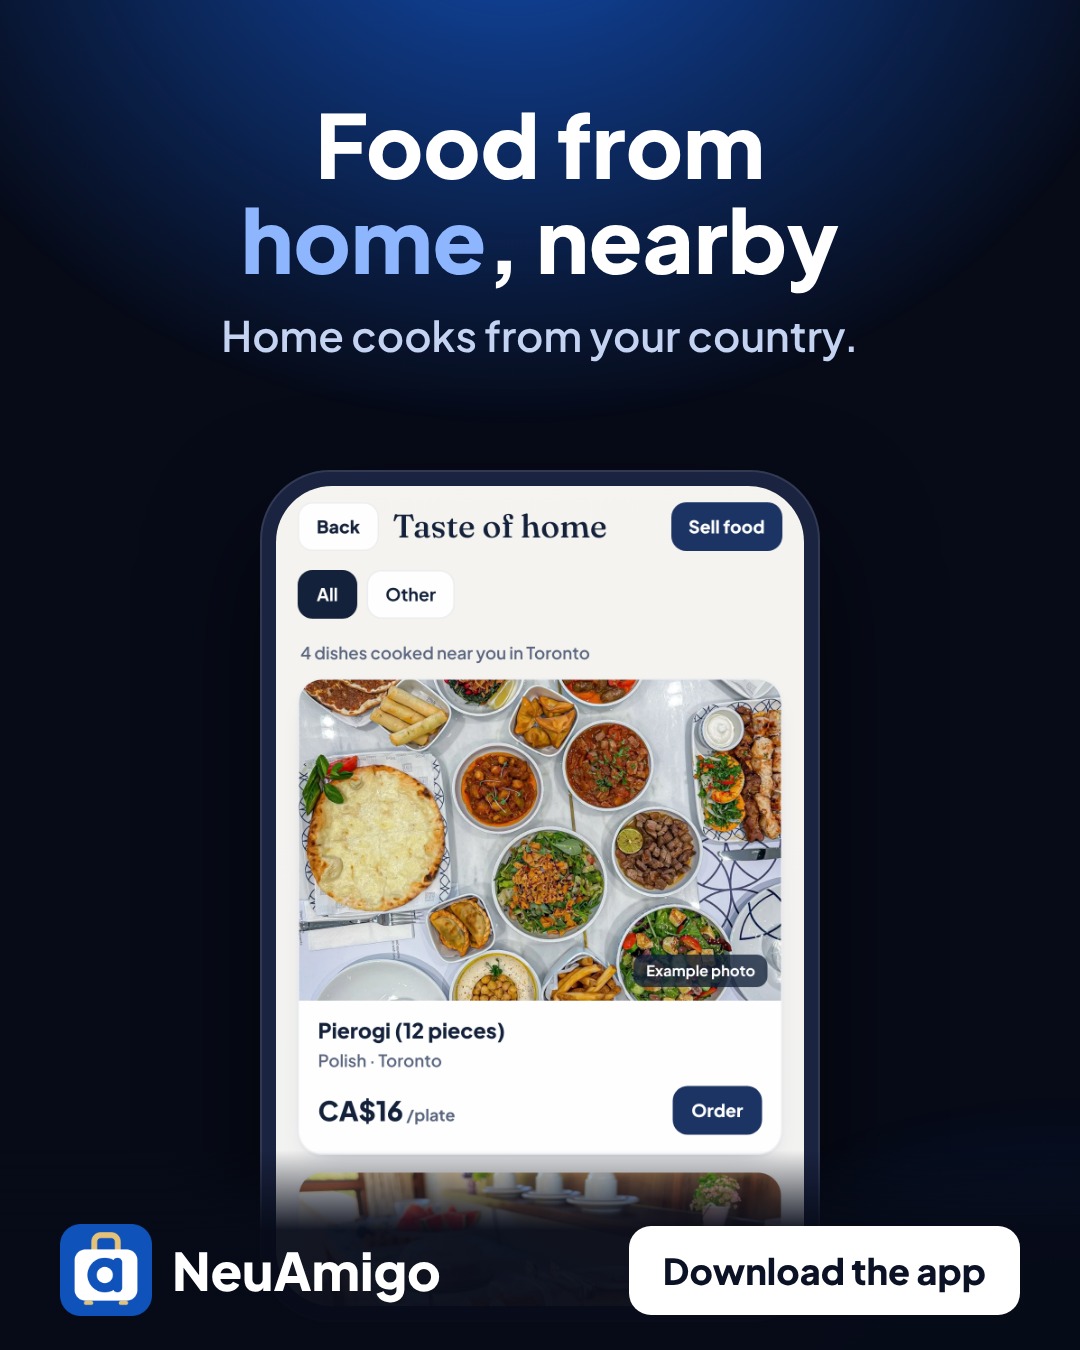 Food from
home, nearby
Home cooks from your country.
Back
Taste of home
Sell food
All
Other
4 dishes cooked near you in Toronto
Example photo
Pierogi (12 pieces)
Polish · Toronto
CA$16 /plate
Order
a
NeuAmigo
Download the app